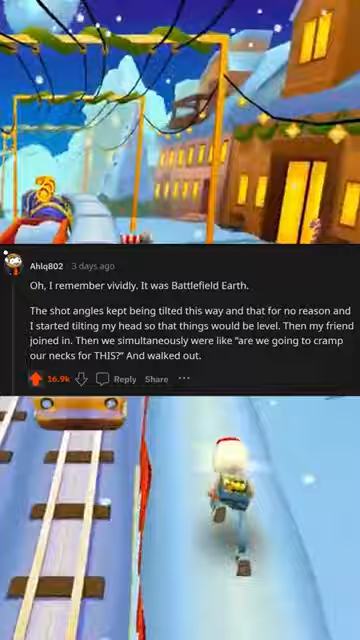 Ahlq802 · 3 days ago
Oh, I remember vividly. It was Battlefield Earth.
The shot angles kept being tilted this way and that for no reason and
I started tilting my head so that things would be level. Then my friend
joined in. Then we simultaneously were like "are we going to cramp
our necks for THIS?" And walked out.
16.9k Reply Share ···